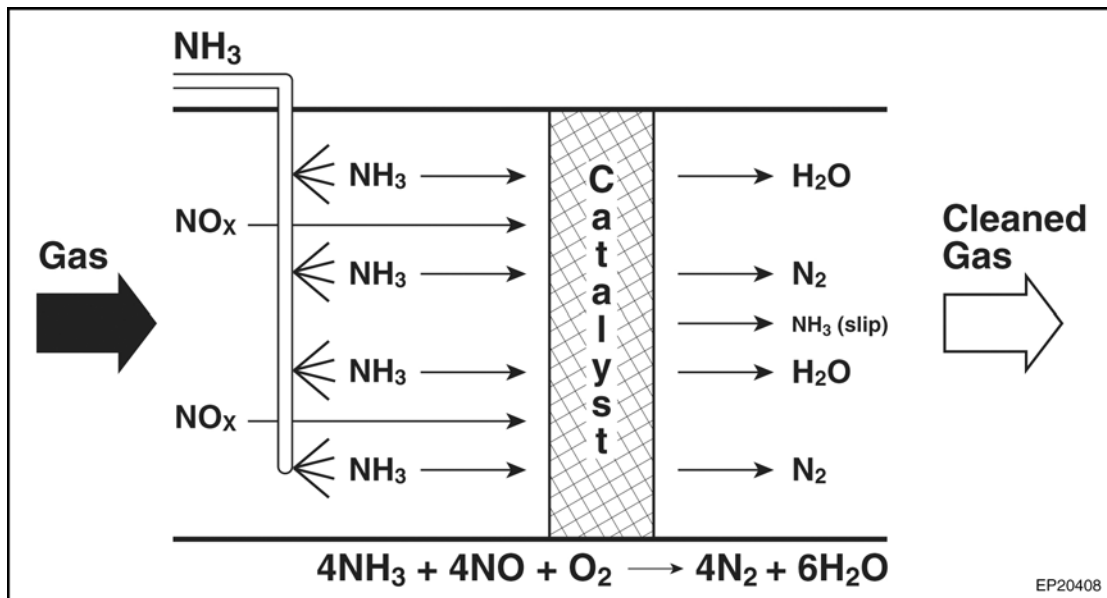 NH₃
NH₃
H₂O
NOₓ
Cleaned
Gas
Gas
NH₃
N₂
NH₃ (slip)
NH₃
H₂O
NOₓ
NH₃
N₂
Catalyst
4NH₃ + 4NO + O₂ → 4N₂ + 6H₂O
EP20408